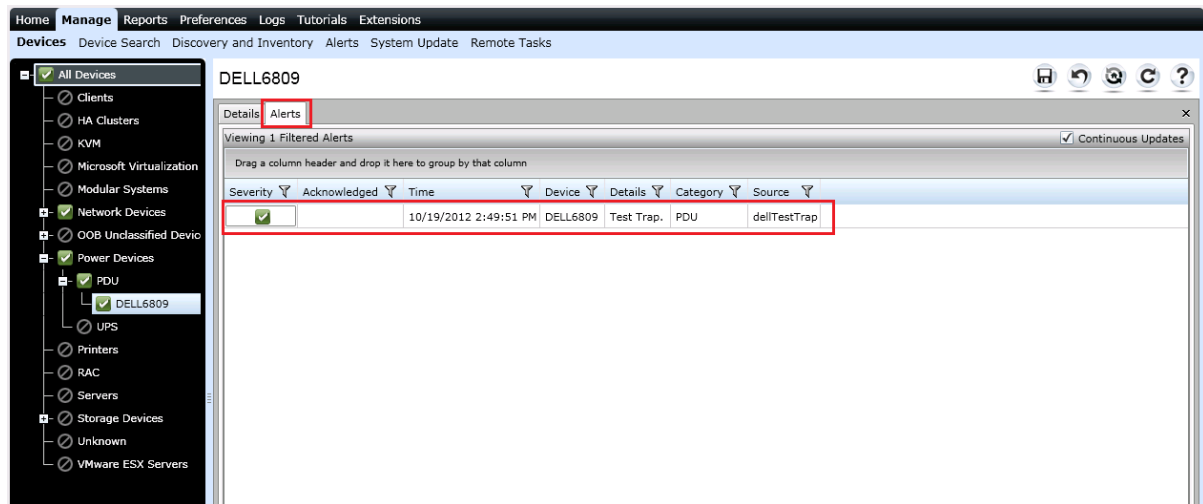 Home Manage Reports Preferences Logs Tutorials Extensions
Devices Device Search Discovery and Inventory Alerts System Update Remote Tasks
All Devices
Clients
HA Clusters
KVM
Microsoft Virtualization
Modular Systems
Network Devices
OOB Unclassified Devic
Power Devices
PDU
DELL6809
UPS
Printers
RAC
Servers
Storage Devices
Unknown
VMware ESX Servers
DELL6809
?
Details Alerts
Viewing 1 Filtered Alerts
Continuous Updates
Drag a column header and drop it here to group by that column
Severity Acknowledged Time Device Details Category Source
10/19/2012 2:49:51 PM DELL6809 Test Trap. PDU dellTestTrap